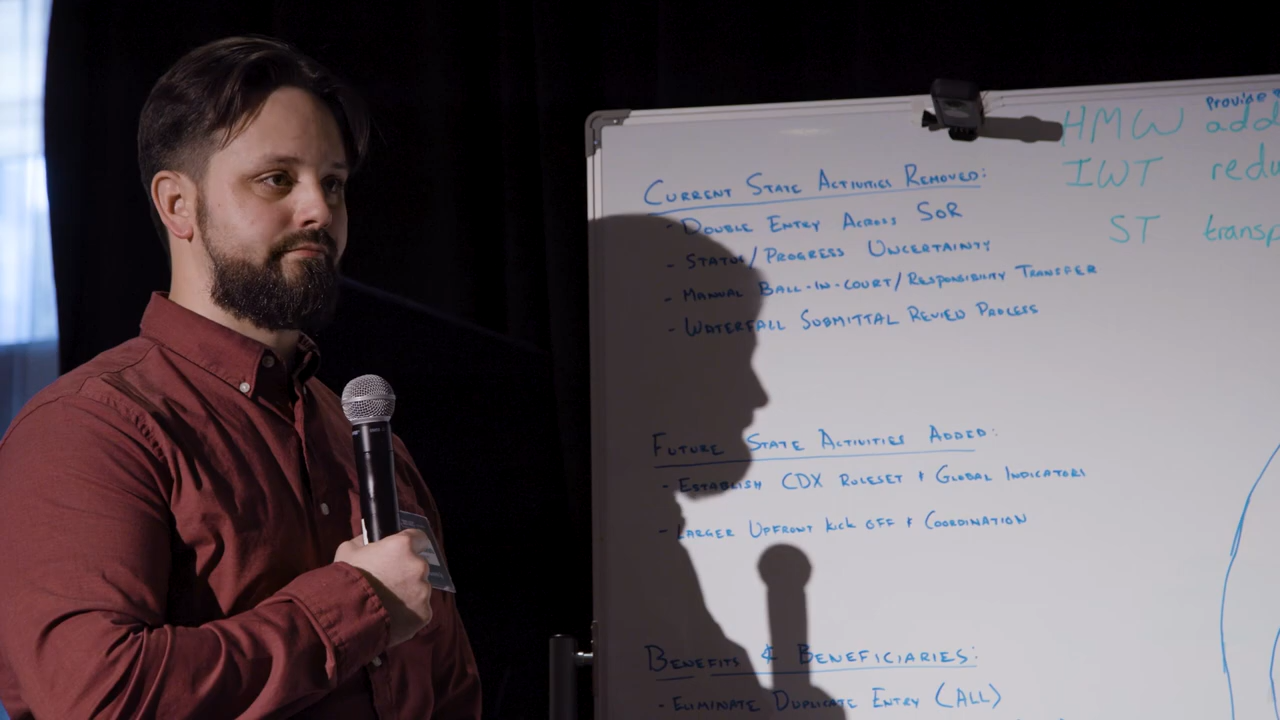 CURRENT STATE ACTIVITIES REMOVED:
- DOUBLE ENTRY ACROSS SOR
- STATUS/PROGRESS UNCERTAINTY
- MANUAL BALL-IN-COURT/RESPONSIBILITY TRANSFER
- WATERFALL SUBMITTAL REVIEW PROCESS
FUTURE STATE ACTIVITIES ADDED:
- ESTABLISH CDX RULESET & GLOBAL INDICATORS
- LARGER UPFRONT KICK OFF & COORDINATION
BENEFITS & BENEFICIARIES:
- ELIMINATE DUPLICATE ENTRY (ALL)
Provide
HMW add
IWT redu
ST transp